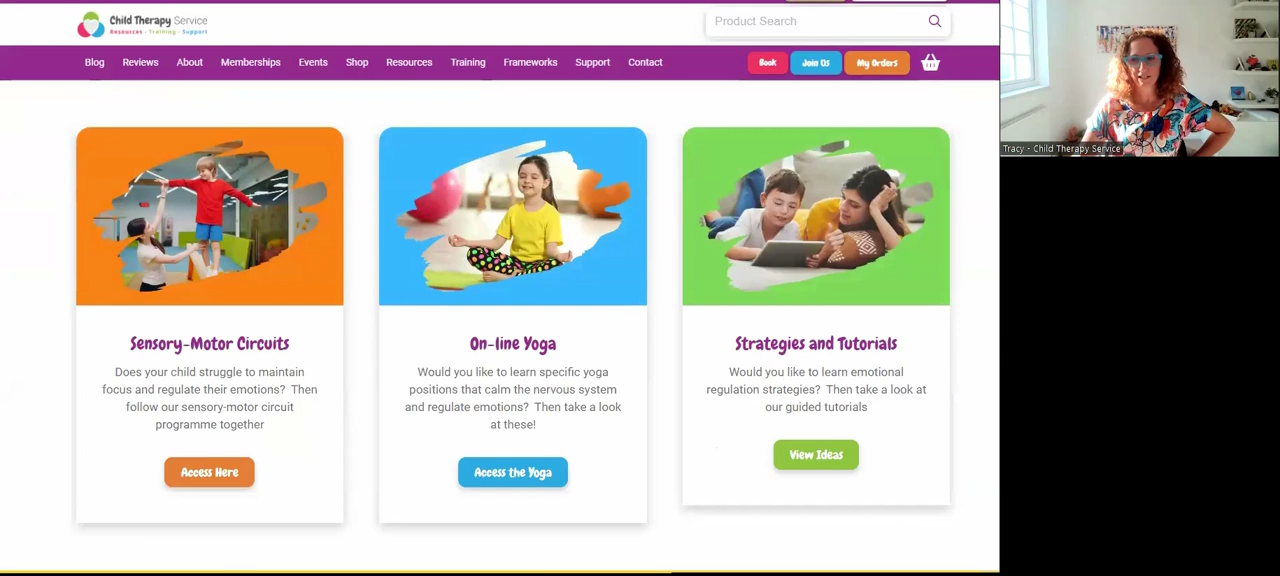 Child Therapy Service
Resources - Training - Support
Product Search
Blog Reviews About Memberships Events Shop Resources Training Frameworks Support Contact Book Join Us My Orders
Tracy - Child Therapy Service
Sensory-Motor Circuits
Does your child struggle to maintain
focus and regulate their emotions? Then
follow our sensory-motor circuit
programme together
Access Here
On-line Yoga
Would you like to learn specific yoga
positions that calm the nervous system
and regulate emotions? Then take a look
at these!
Access the Yoga
Strategies and Tutorials
Would you like to learn emotional
regulation strategies? Then take a look at
our guided tutorials
View Ideas